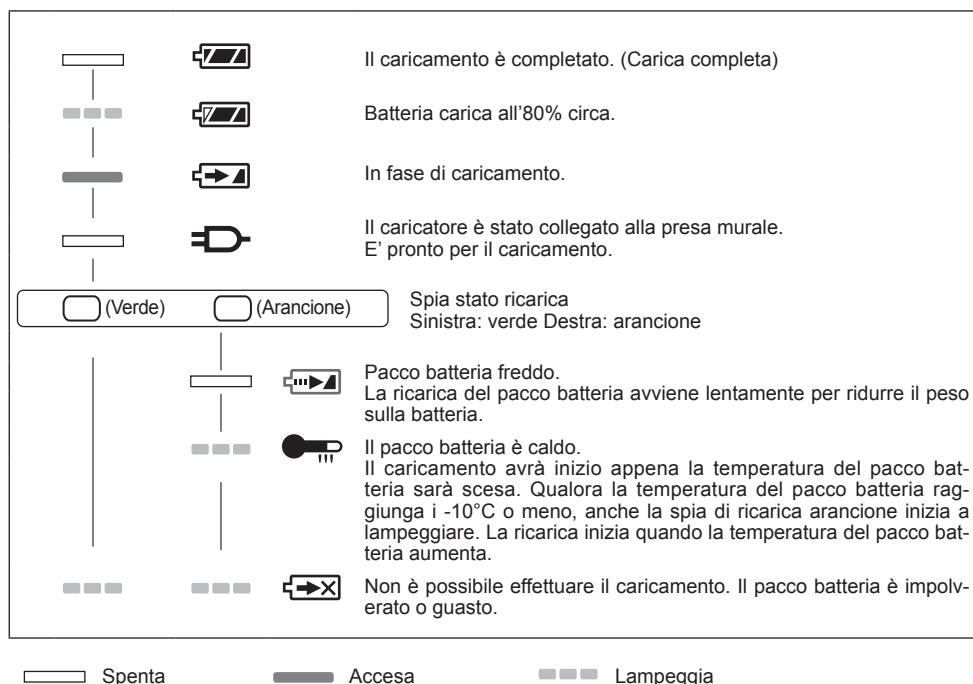 Il caricamento è completato. (Carica completa)
Batteria carica all'80% circa.
In fase di caricamento.
Il caricatore è stato collegato alla presa murale.
E' pronto per il caricamento.
(Verde) (Arancione) Spia stato ricarica
Sinistra: verde Destra: arancione
Pacco batteria freddo.
La ricarica del pacco batteria avviene lentamente per ridurre il peso
sulla batteria.
Il pacco batteria è caldo.
Il caricamento avrà inizio appena la temperatura del pacco bat-
teria sarà scesa. Qualora la temperatura del pacco batteria rag-
giunga i -10°C o meno, anche la spia di ricarica arancione inizia a
lampeggiare. La ricarica inizia quando la temperatura del pacco bat-
teria aumenta.
Non è possibile effettuare il caricamento. Il pacco batteria è impolv-
erato o guasto.
Spenta Accesa Lampeggia